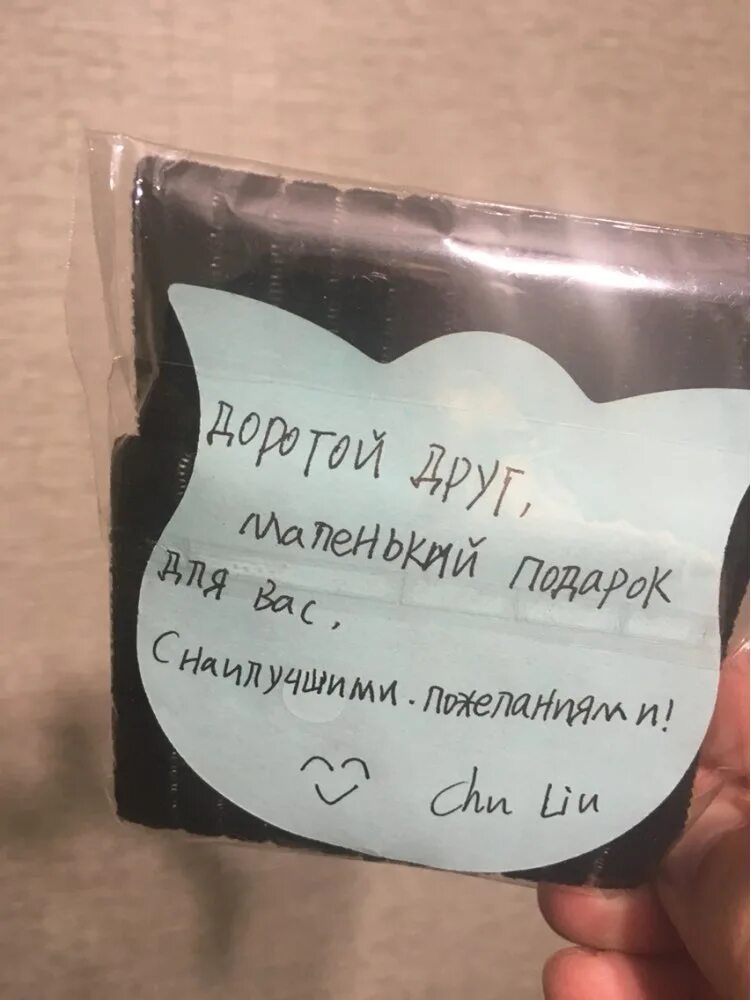 дорогой друг,
маленький подарок
для вас,
С наилучшими. пожеланиями!
Chu Liu